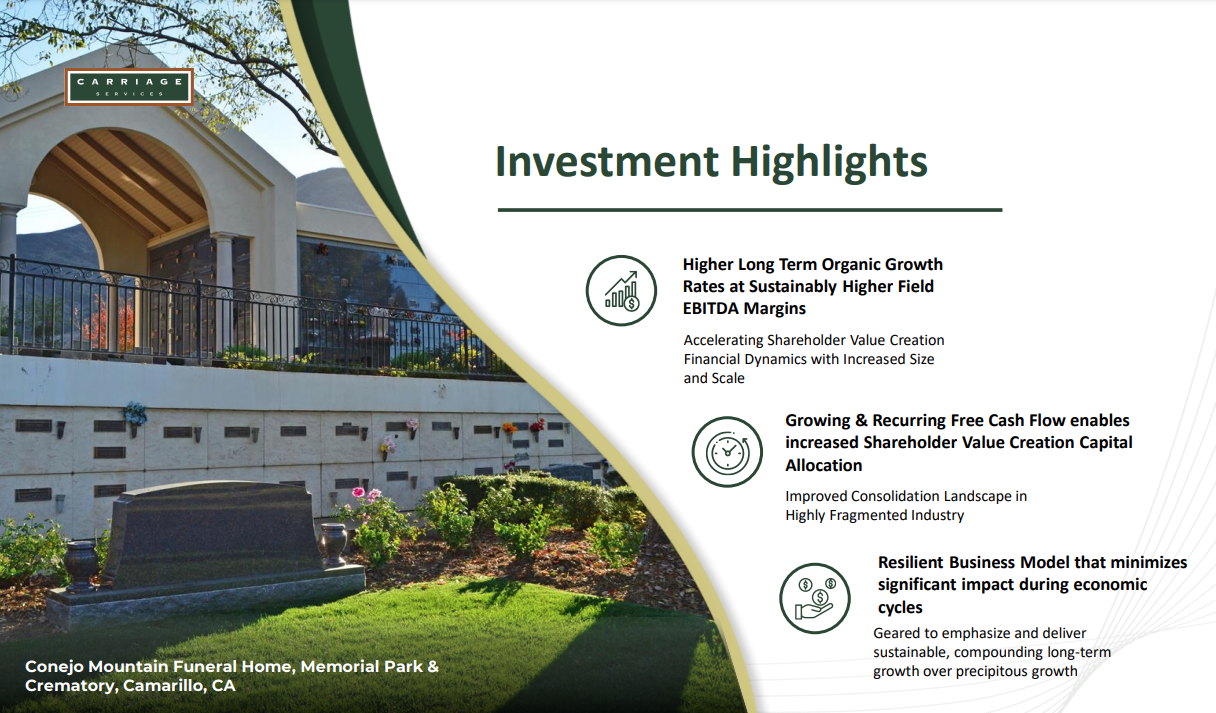 CARRIAGE
SERVICES
Investment Highlights
Higher Long Term Organic Growth
Rates at Sustainably Higher Field
EBITDA Margins
Accelerating Shareholder Value Creation
Financial Dynamics with Increased Size
and Scale
Growing & Recurring Free Cash Flow enables
increased Shareholder Value Creation Capital
Allocation
Improved Consolidation Landscape in
Highly Fragmented Industry
Resilient Business Model that minimizes
significant impact during economic
cycles
Geared to emphasize and deliver
sustainable, compounding long-term
growth over precipitous growth
Conejo Mountain Funeral Home, Memorial Park &
Crematory, Camarillo, CA